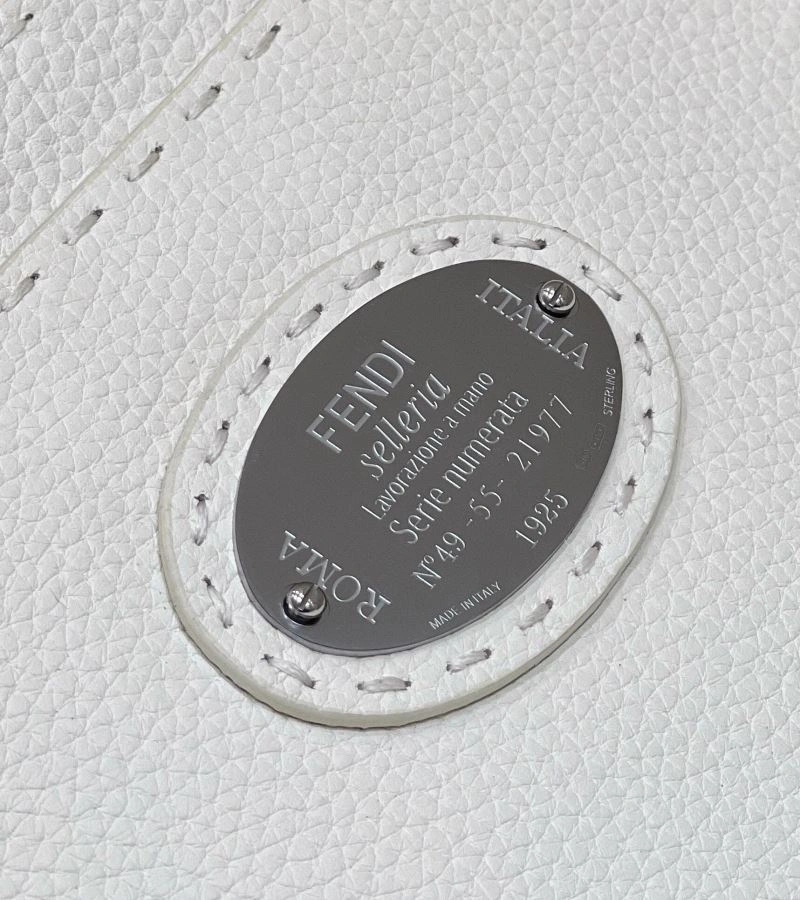 ITALIA
FENDI
Selleria
Lavorazione a mano
Serie numerata
N°49 - 55- 21977
1925
ROMA
MADE IN ITALY
STERLING